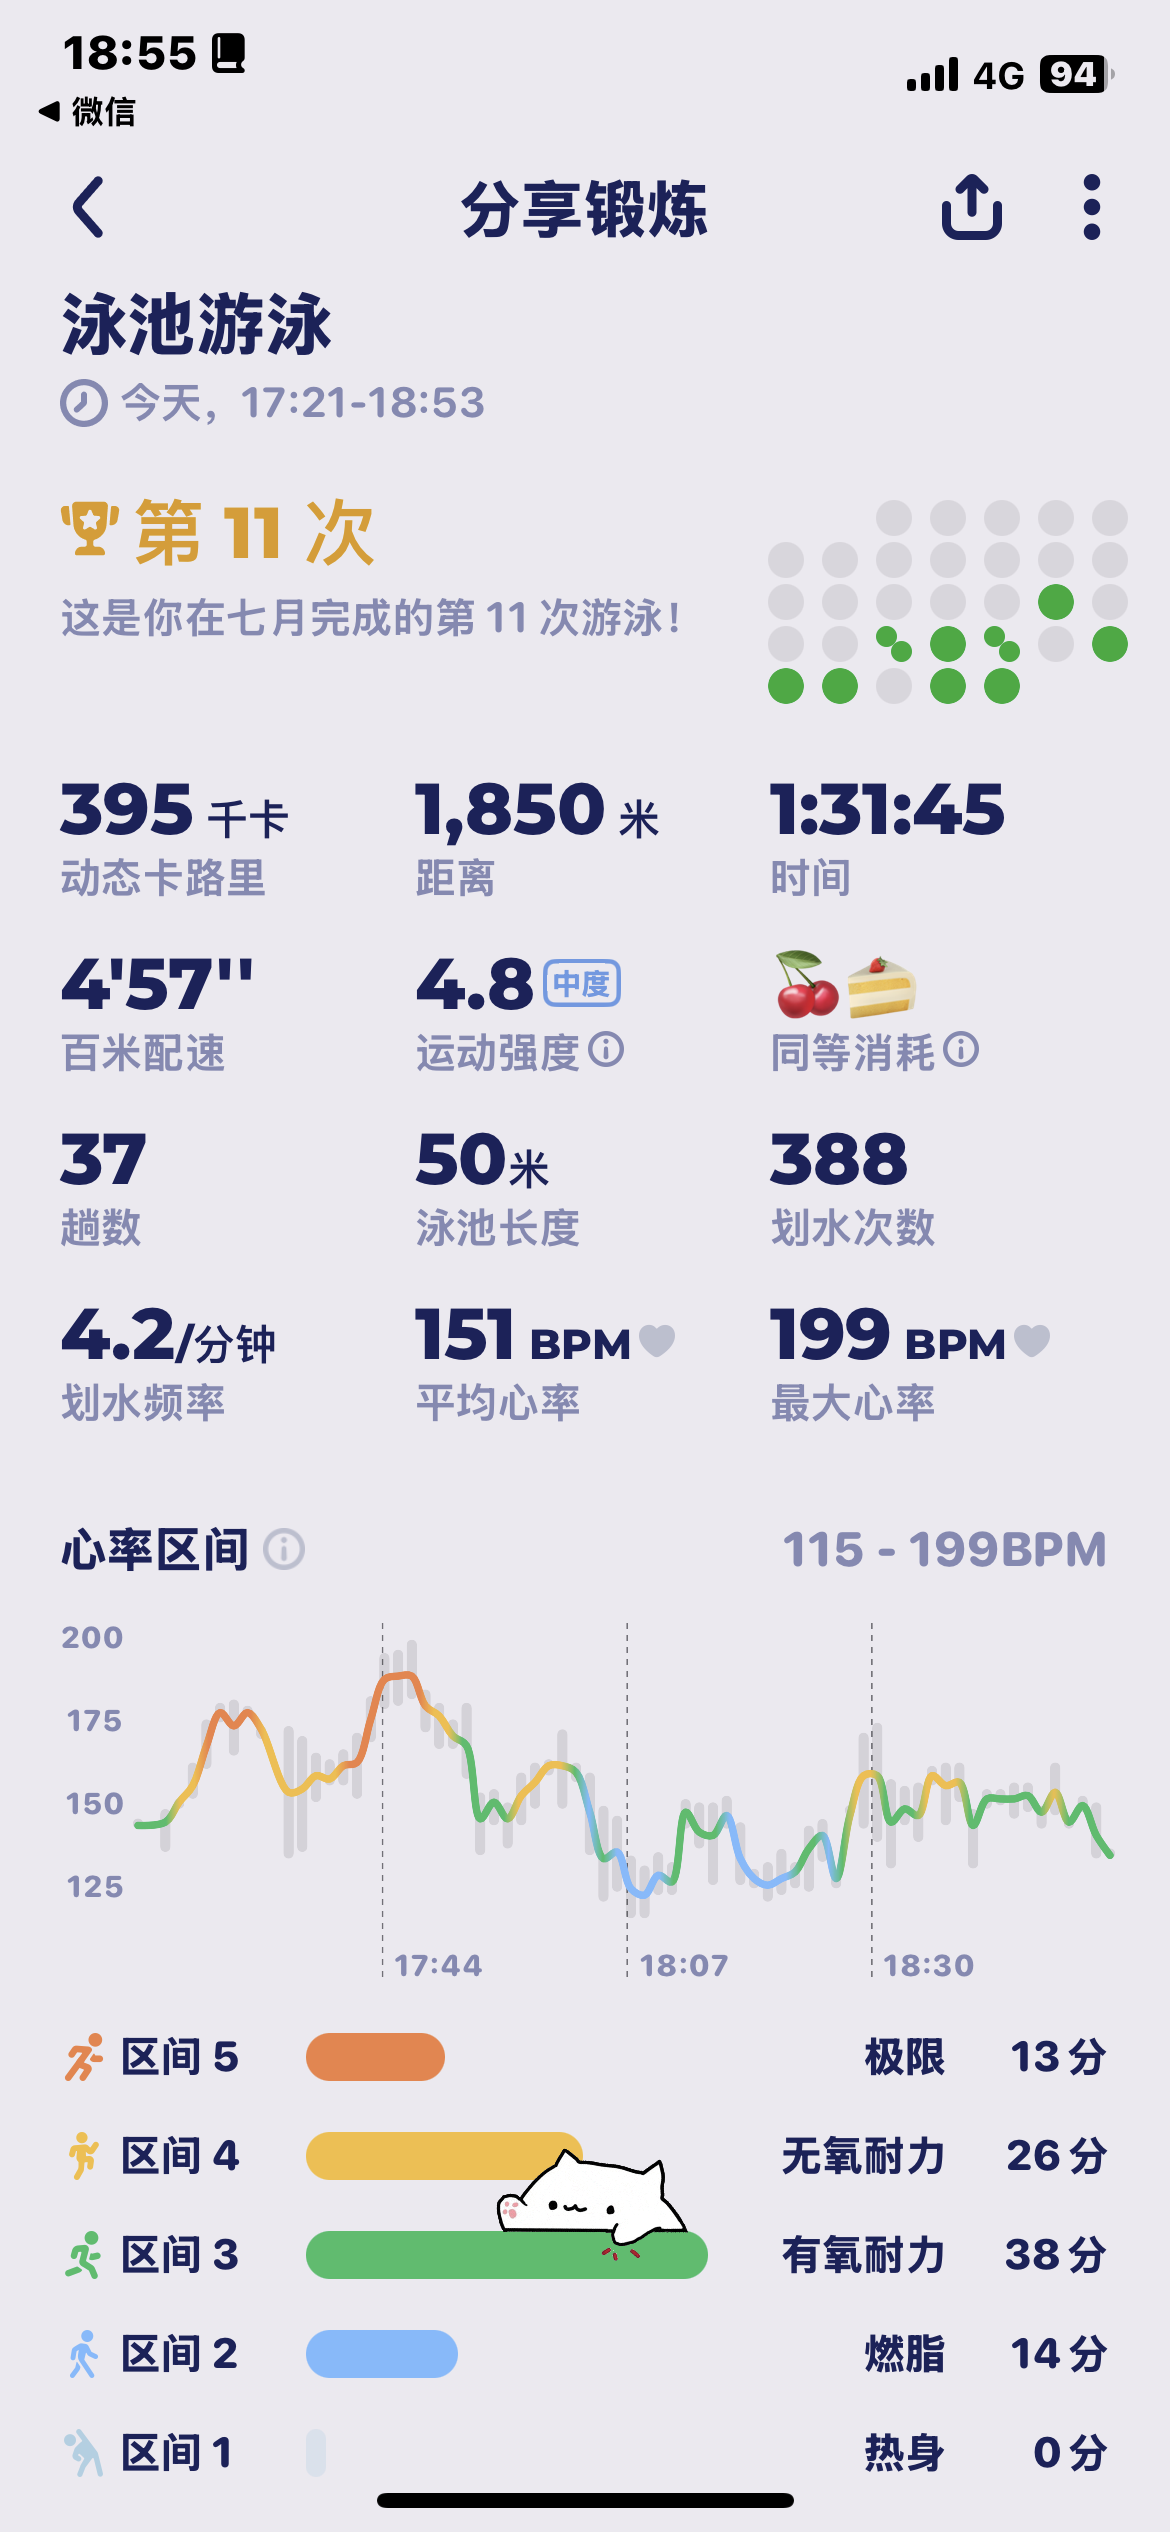 18:55
4G 94
微信
分享锻炼
泳池游泳
今天，17:21-18:53
第 11 次
这是你在七月完成的第 11 次游泳！
395 千卡
动态卡路里
1,850 米
距离
1:31:45
时间
4'57''
百米配速
4.8 中度
运动强度
同等消耗
37
趟数
50米
泳池长度
388
划水次数
4.2/分钟
划水频率
151 BPM
平均心率
199 BPM
最大心率
心率区间
115 - 199BPM
200
175
150
125
17:44
18:07
18:30
区间 5 极限 13 分
区间 4 无氧耐力 26 分
区间 3 有氧耐力 38 分
区间 2 燃脂 14 分
区间 1 热身 0 分